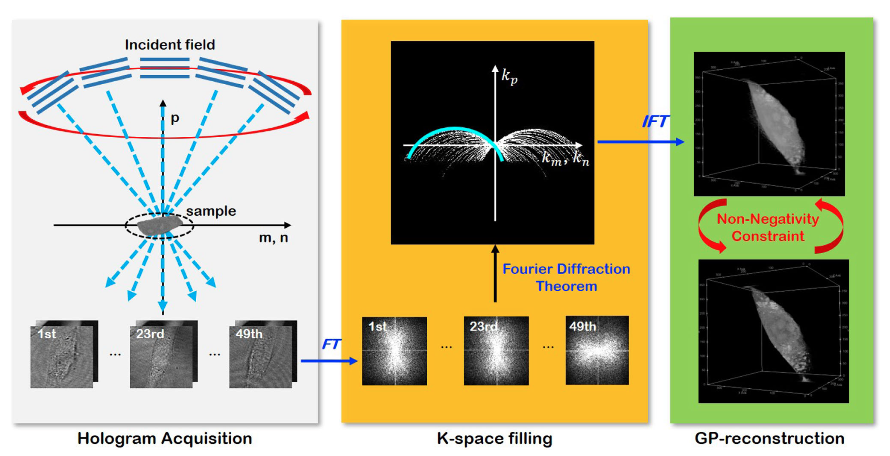 Incident field
p
sample
m, n
1st
...
23rd
...
49th
FT
Hologram Acquisition
k_p
k_m, k_n
Fourier Diffraction
Theorem
1st
...
23rd
...
49th
K-space filling
IFT
Non-Negativity
Constraint
GP-reconstruction